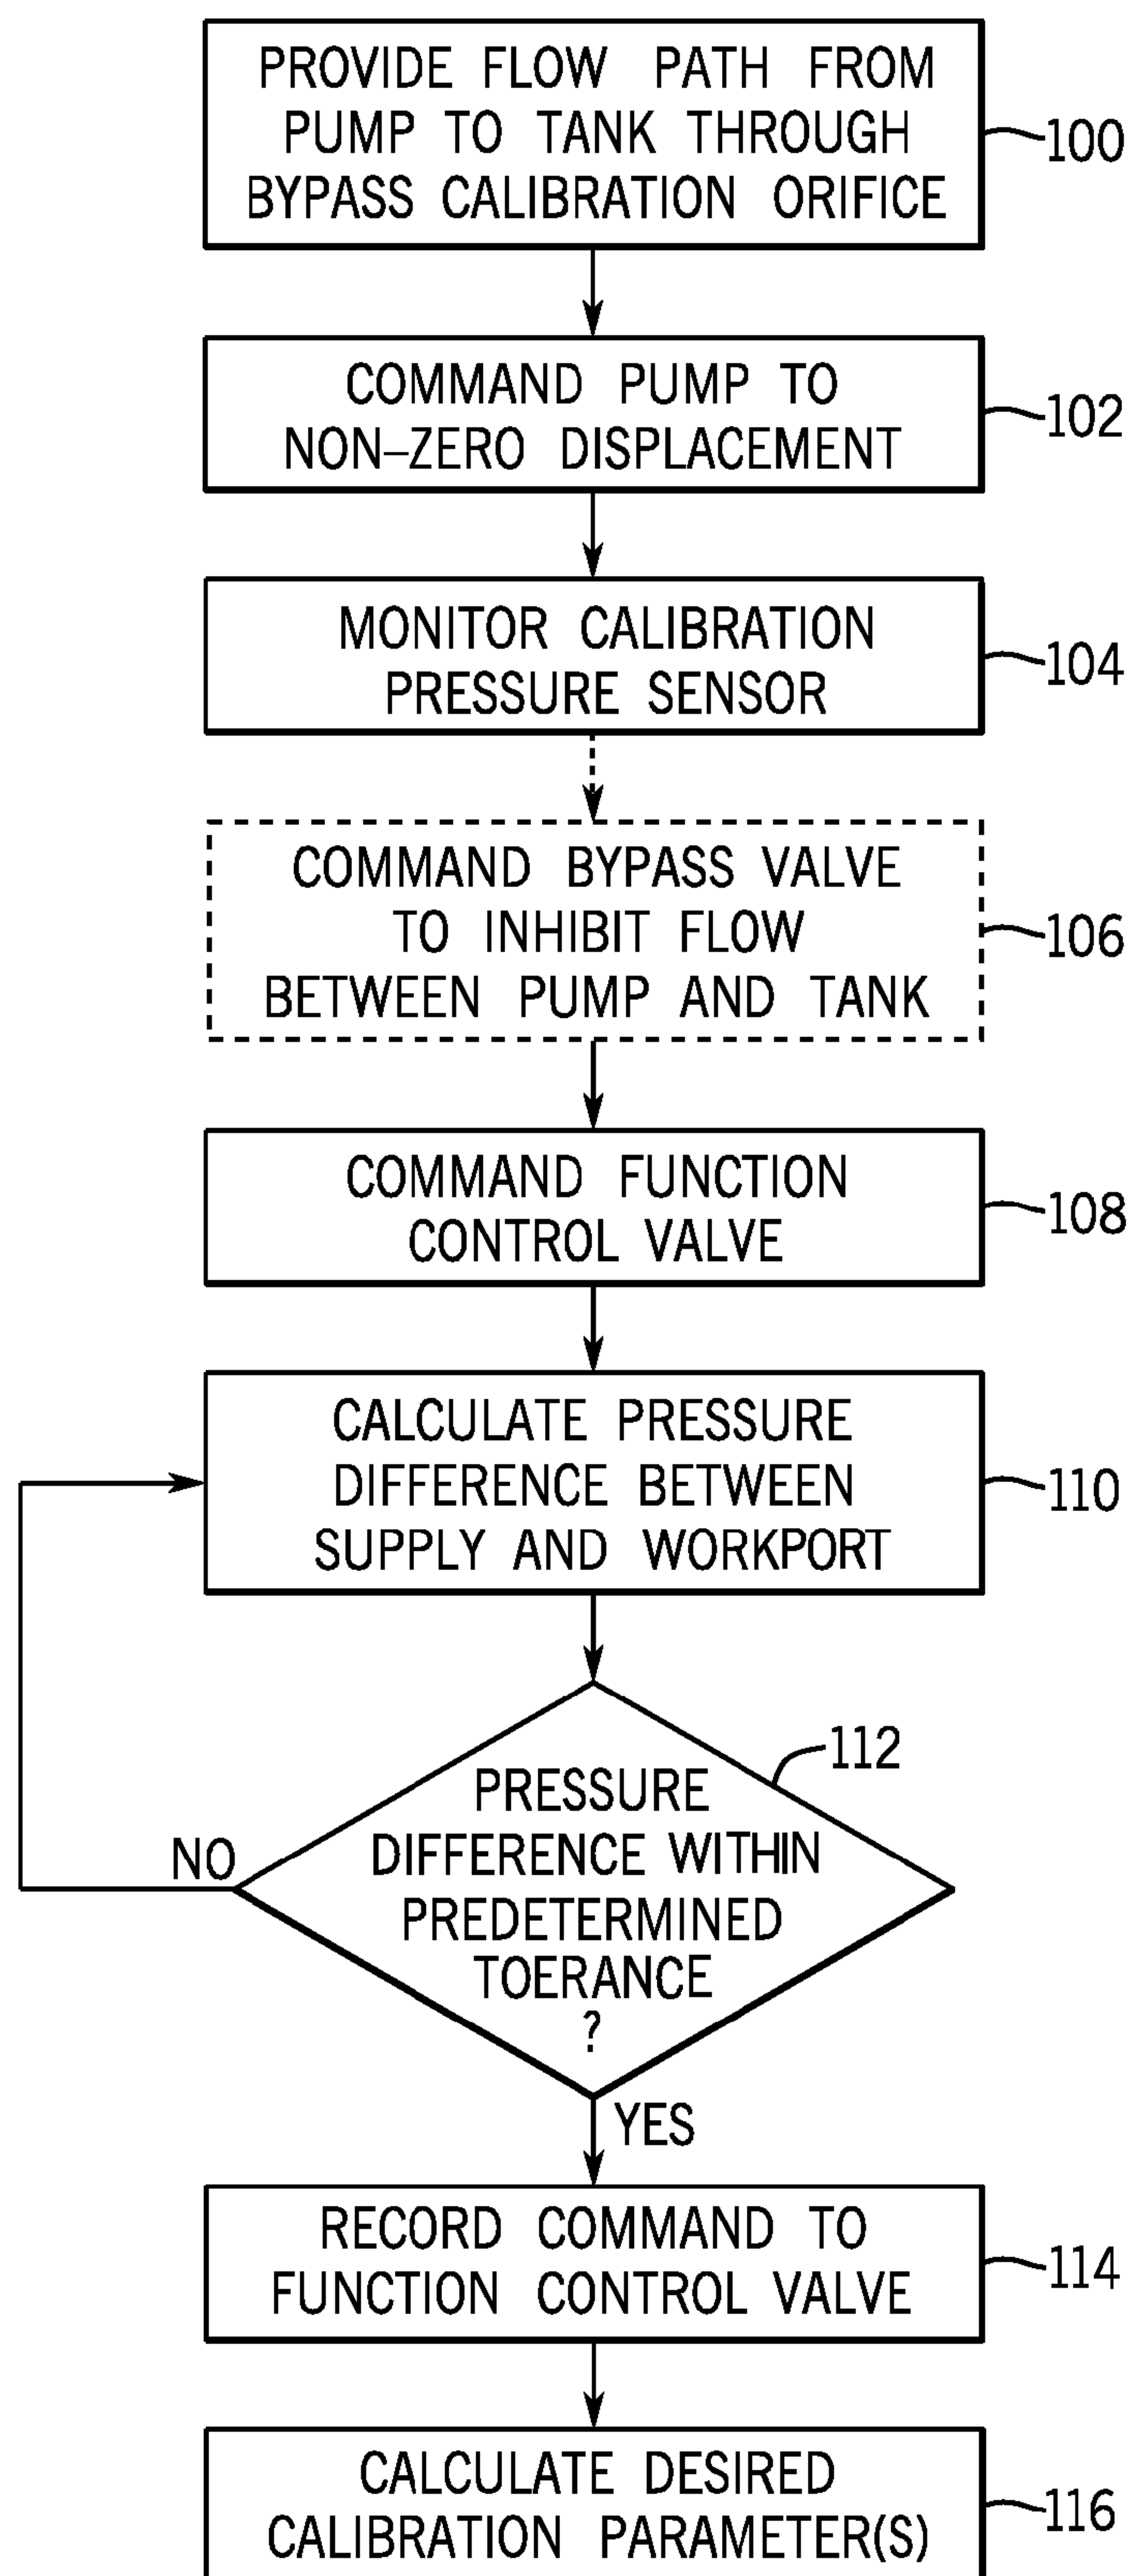 PROVIDE FLOW PATH FROM
PUMP TO TANK THROUGH
BYPASS CALIBRATION ORIFICE
100
COMMAND PUMP TO
NON–ZERO DISPLACEMENT
102
MONITOR CALIBRATION
PRESSURE SENSOR
104
COMMAND BYPASS VALVE
TO INHIBIT FLOW
BETWEEN PUMP AND TANK
106
COMMAND FUNCTION
CONTROL VALVE
108
CALCULATE PRESSURE
DIFFERENCE BETWEEN
SUPPLY AND WORKPORT
110
112
PRESSURE
DIFFERENCE WITHIN
PREDETERMINED
TOERANCE
?
NO
YES
RECORD COMMAND TO
FUNCTION CONTROL VALVE
114
CALCULATE DESIRED
CALIBRATION PARAMETER(S)
116